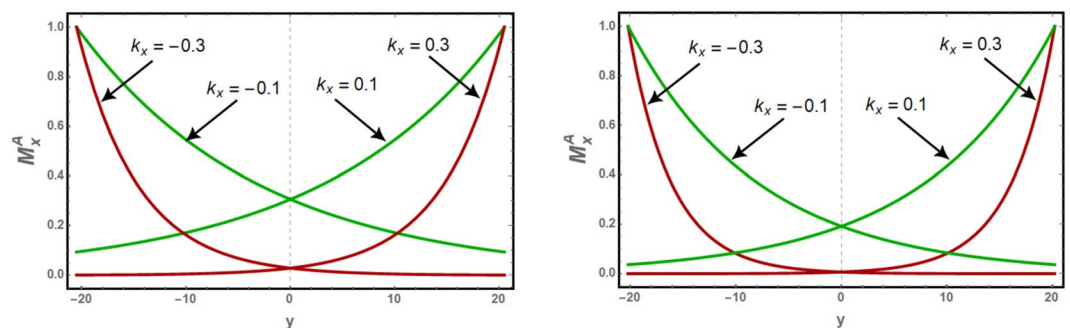 1.0
0.8
0.6
0.4
0.2
0.0
M_x^A
k_x = −0.3
k_x = −0.1
k_x = 0.1
k_x = 0.3
−20 −10 0 10 20
y
1.0
0.8
0.6
0.4
0.2
0.0
M_x^A
k_x = −0.3
k_x = −0.1
k_x = 0.1
k_x = 0.3
−20 −10 0 10 20
y